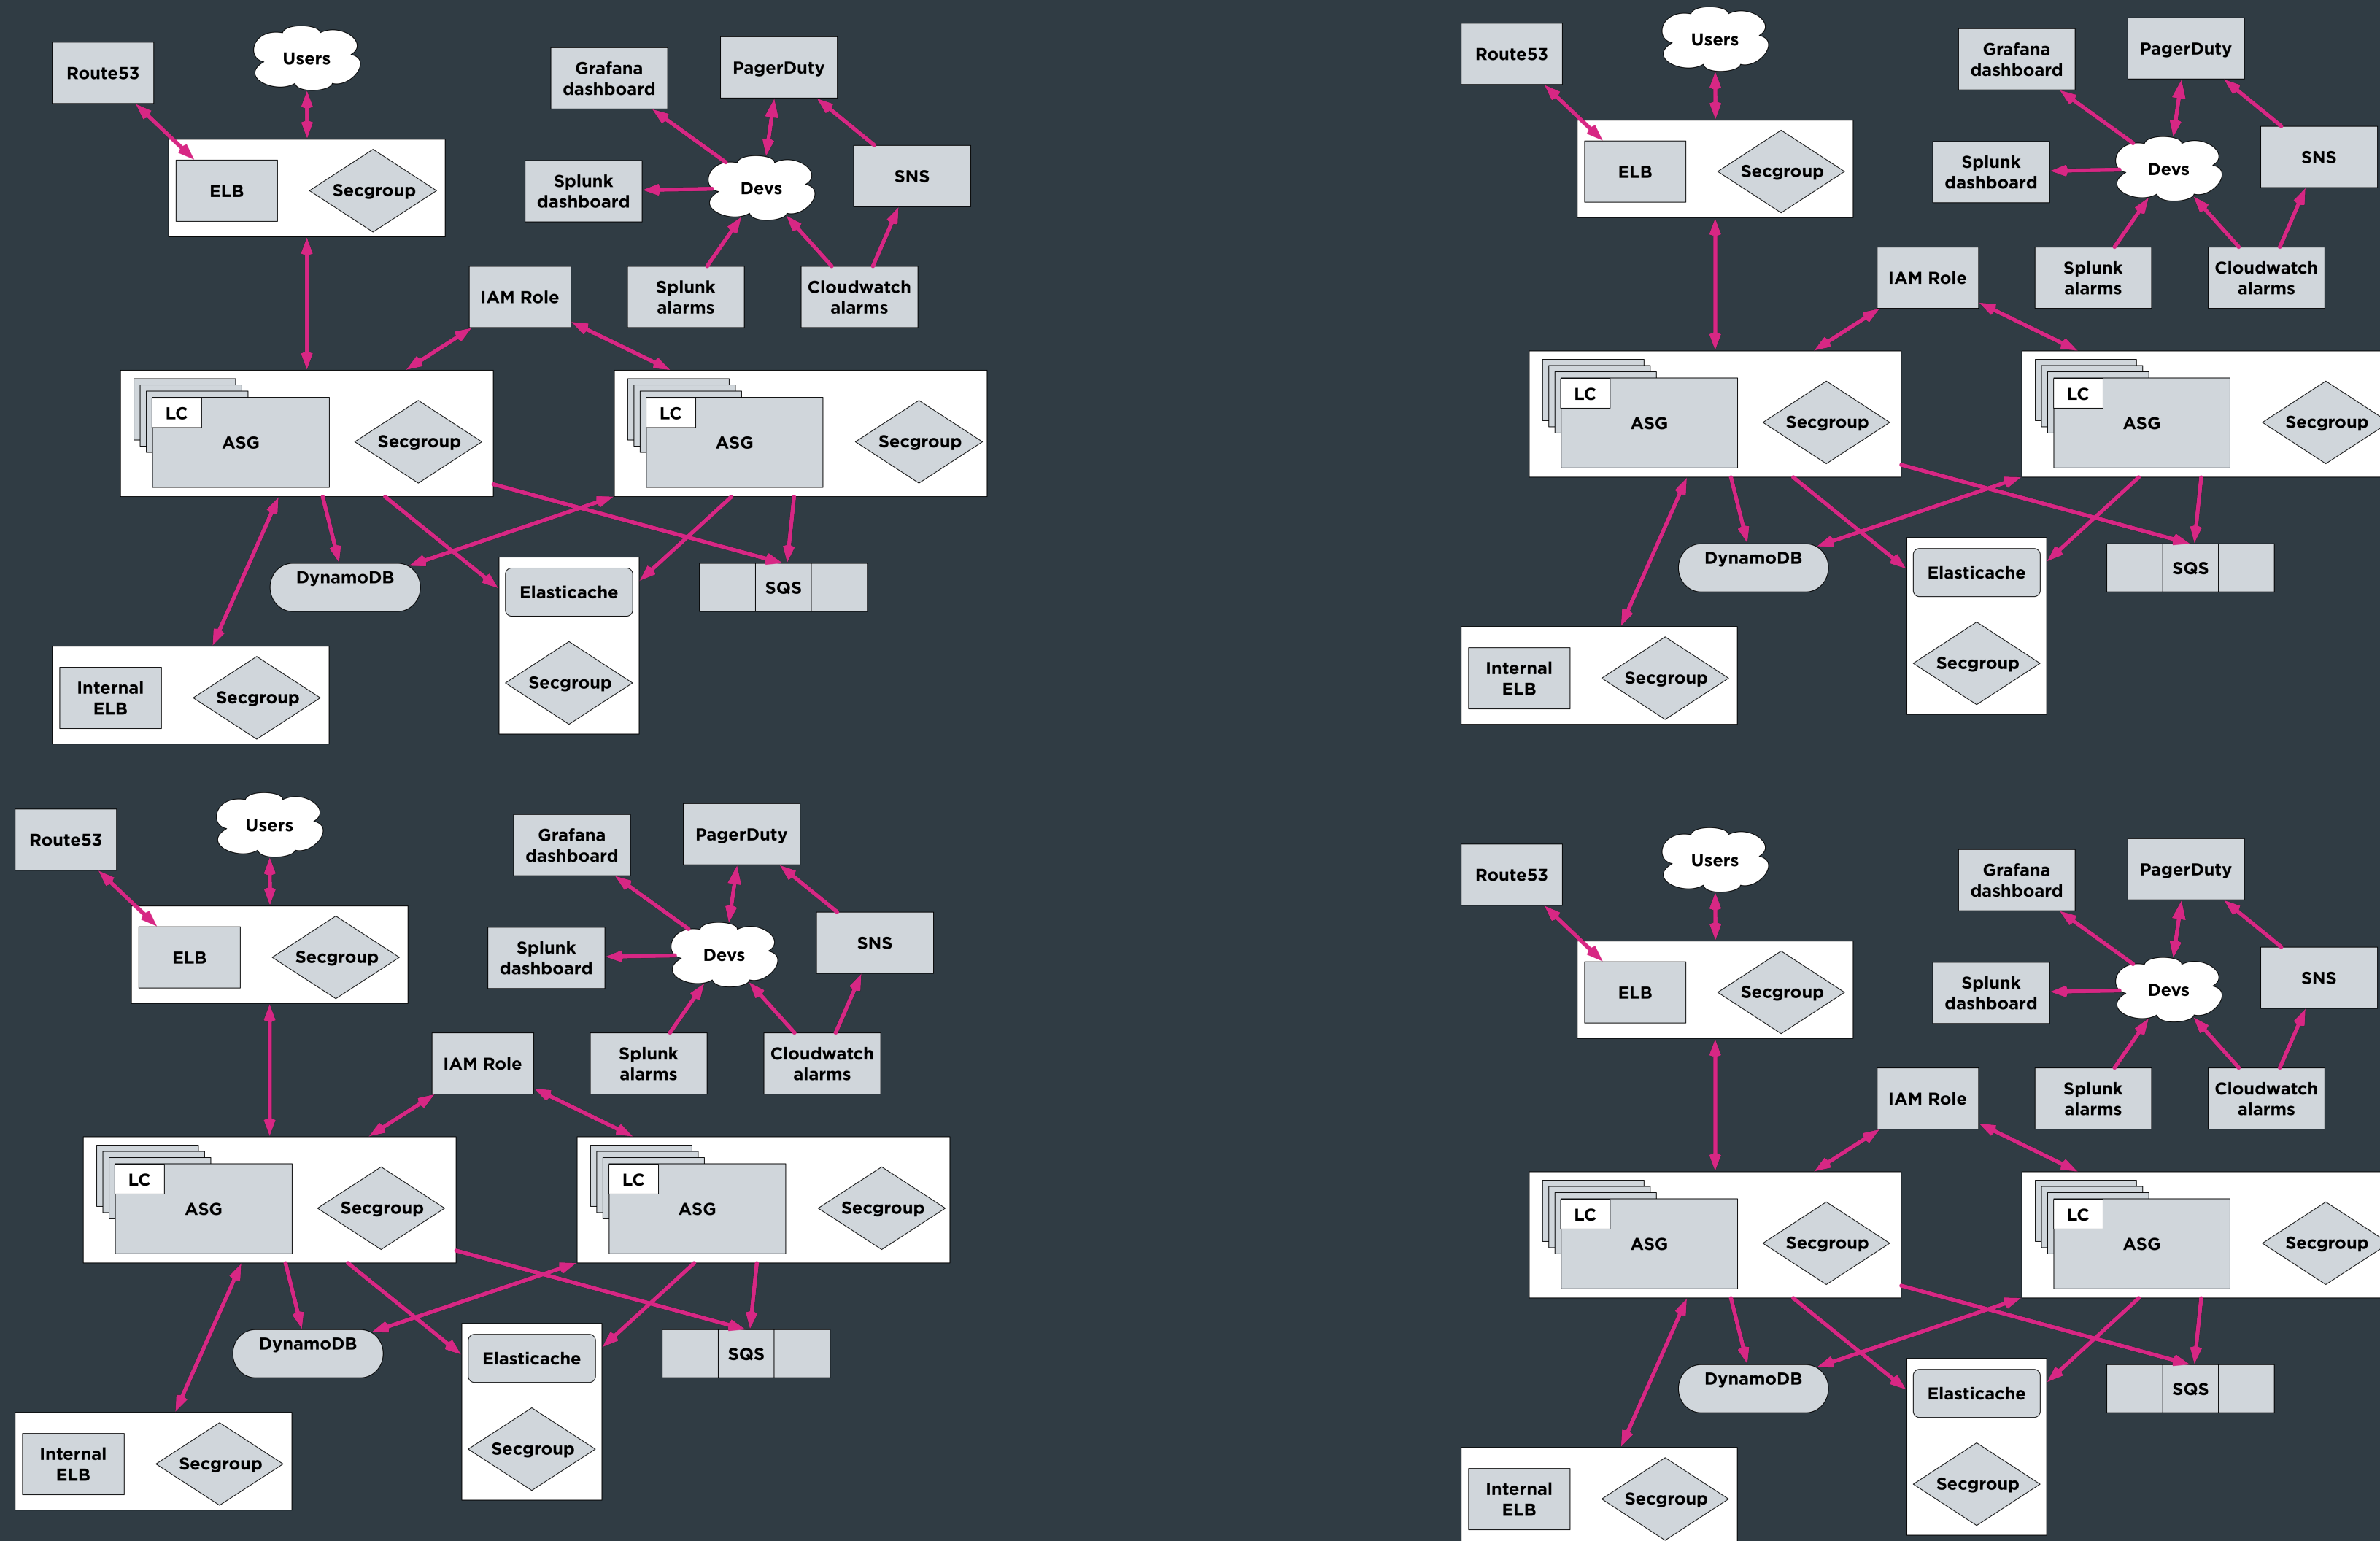 Users
Route53
Grafana
dashboard
PagerDuty
ELB
Secgroup
Splunk
dashboard
Devs
SNS
IAM Role
Splunk
alarms
Cloudwatch
alarms
LC
ASG
Secgroup
LC
ASG
Secgroup
DynamoDB
Elasticache
SQS
Secgroup
Internal
ELB
Secgroup
Users
Route53
Grafana
dashboard
PagerDuty
ELB
Secgroup
Splunk
dashboard
Devs
SNS
IAM Role
Splunk
alarms
Cloudwatch
alarms
LC
ASG
Secgroup
LC
ASG
Secgroup
DynamoDB
Elasticache
SQS
Secgroup
Internal
ELB
Secgroup
Users
Route53
Grafana
dashboard
PagerDuty
ELB
Secgroup
Splunk
dashboard
Devs
SNS
IAM Role
Splunk
alarms
Cloudwatch
alarms
LC
ASG
Secgroup
LC
ASG
Secgroup
DynamoDB
Elasticache
SQS
Secgroup
Internal
ELB
Secgroup
Users
Route53
Grafana
dashboard
PagerDuty
ELB
Secgroup
Splunk
dashboard
Devs
SNS
IAM Role
Splunk
alarms
Cloudwatch
alarms
LC
ASG
Secgroup
LC
ASG
Secgroup
DynamoDB
Elasticache
SQS
Secgroup
Internal
ELB
Secgroup